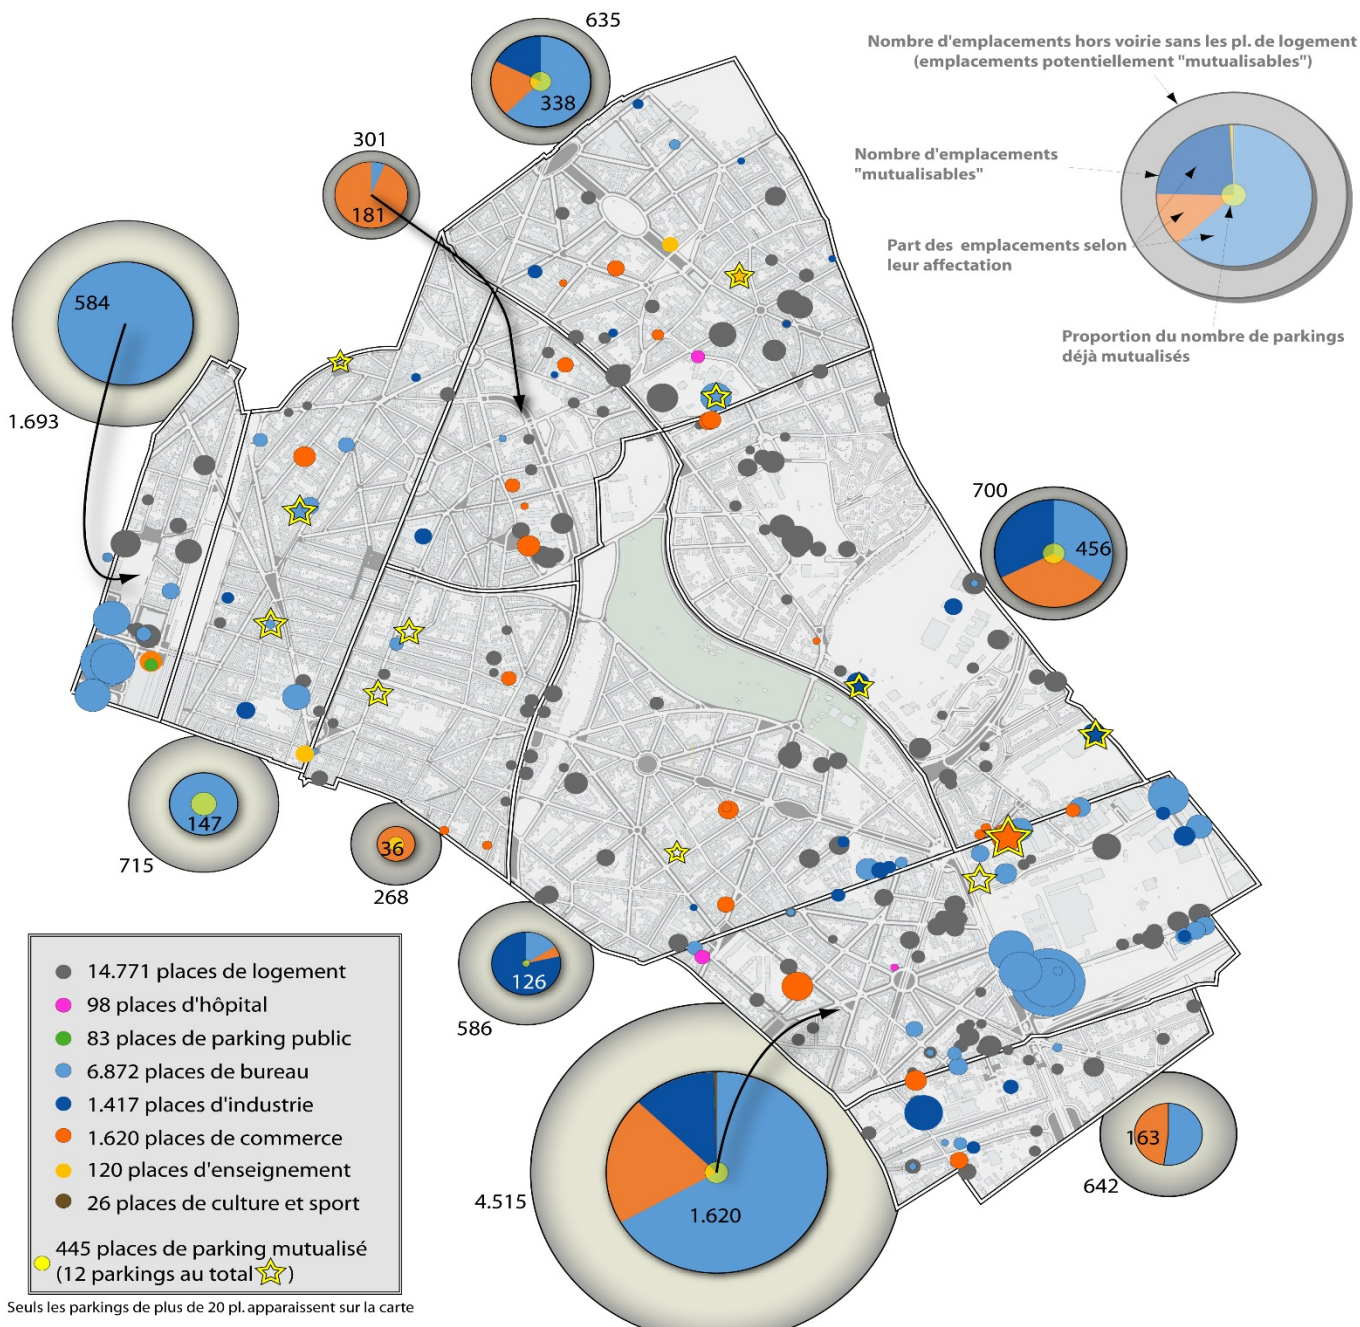 635
338
301
181
Nombre d'emplacements hors voirie sans les pl. de logement
(emplacements potentiellement "mutualisables")
Nombre d'emplacements
"mutualisables"
Part des emplacements selon
leur affectation
Proportion du nombre de parkings
déjà mutualisés
584
1.693
700
456
147
715
36
268
126
586
1.620
4.515
163
642
14.771 places de logement
98 places d'hôpital
83 places de parking public
6.872 places de bureau
1.417 places d'industrie
1.620 places de commerce
120 places d'enseignement
26 places de culture et sport
445 places de parking mutualisé
(12 parkings au total )
Seuls les parkings de plus de 20 pl. apparaissent sur la carte